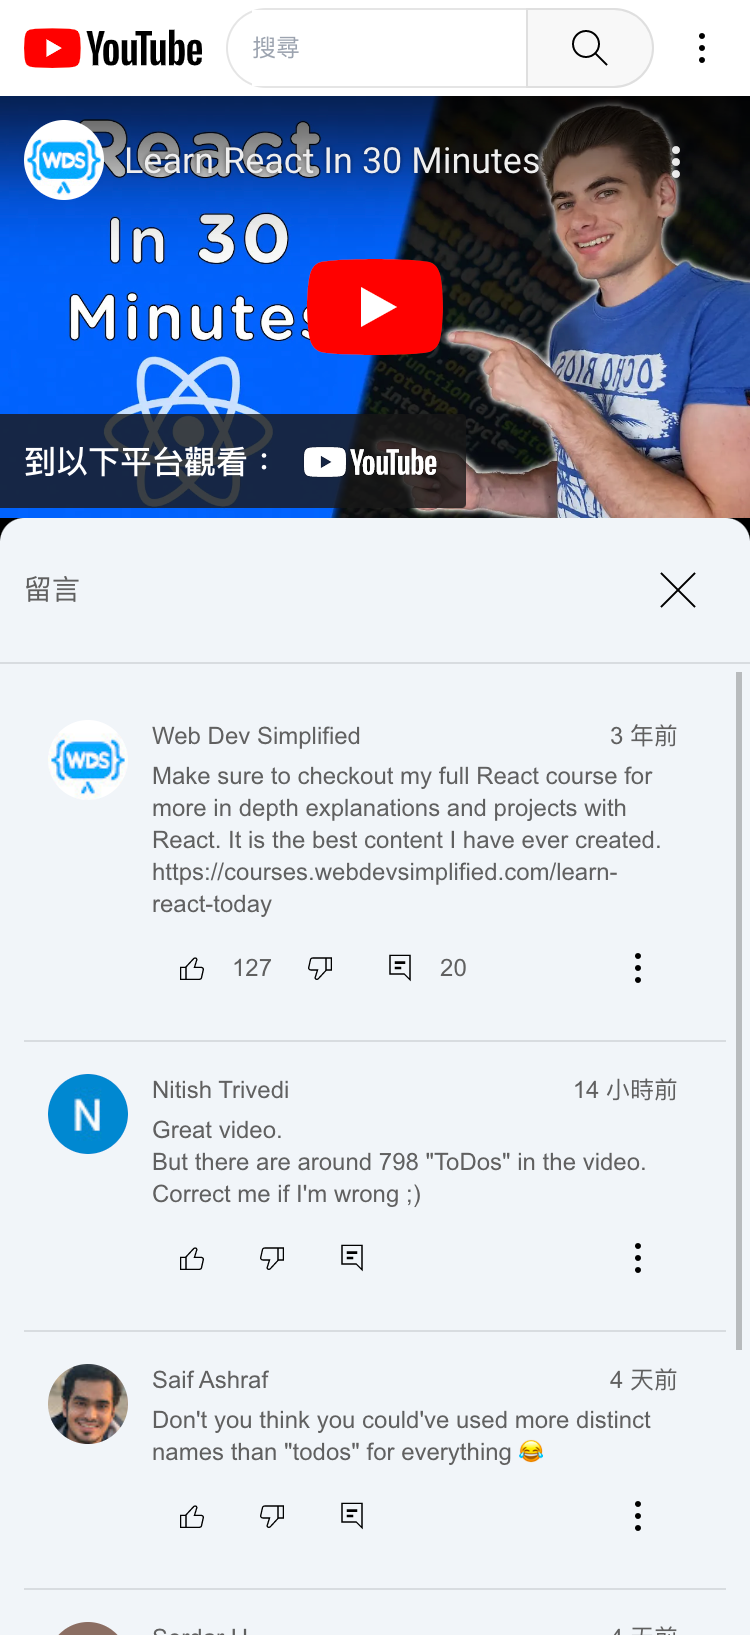 YouTube
搜尋
React
WDS
Learn React In 30 Minutes
In 30
Minutes
到以下平台觀看：
YouTube
留言
WDS
Web Dev Simplified
3 年前
Make sure to checkout my full React course for
more in depth explanations and projects with
React. It is the best content I have ever created.
https://courses.webdevsimplified.com/learn-
react-today
127
20
N
Nitish Trivedi
14 小時前
Great video.
But there are around 798 "ToDos" in the video.
Correct me if I'm wrong ;)
Saif Ashraf
4 天前
Don't you think you could've used more distinct
names than "todos" for everything 😂
4 天前